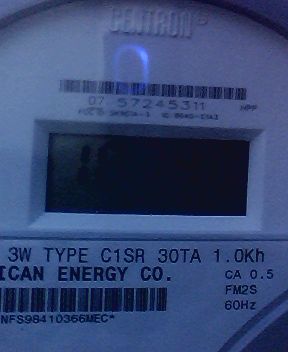 CENTRON
07 57245311
3W TYPE C1SR 30TA 1.0Kh
ICAN ENERGY CO.
CA 0.5
FM2S
60Hz
NFS98410366MEC*